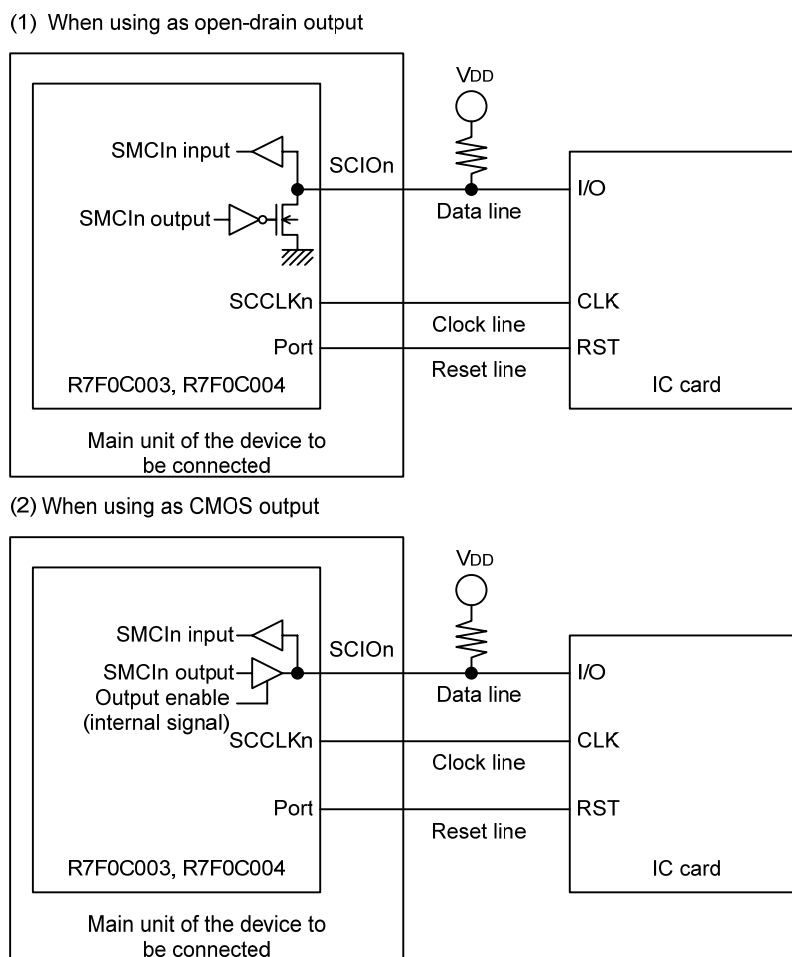 (1) When using as open-drain output
VDD
SMCIn input
SCIOn
I/O
SMCIn output
Data line
SCCLKn
CLK
Clock line
Port
RST
Reset line
R7F0C003, R7F0C004
IC card
Main unit of the device to
be connected
(2) When using as CMOS output
VDD
SMCIn input
SCIOn
SMCIn output
I/O
Output enable
(internal signal)
Data line
SCCLKn
CLK
Clock line
Port
RST
Reset line
R7F0C003, R7F0C004
IC card
Main unit of the device to
be connected